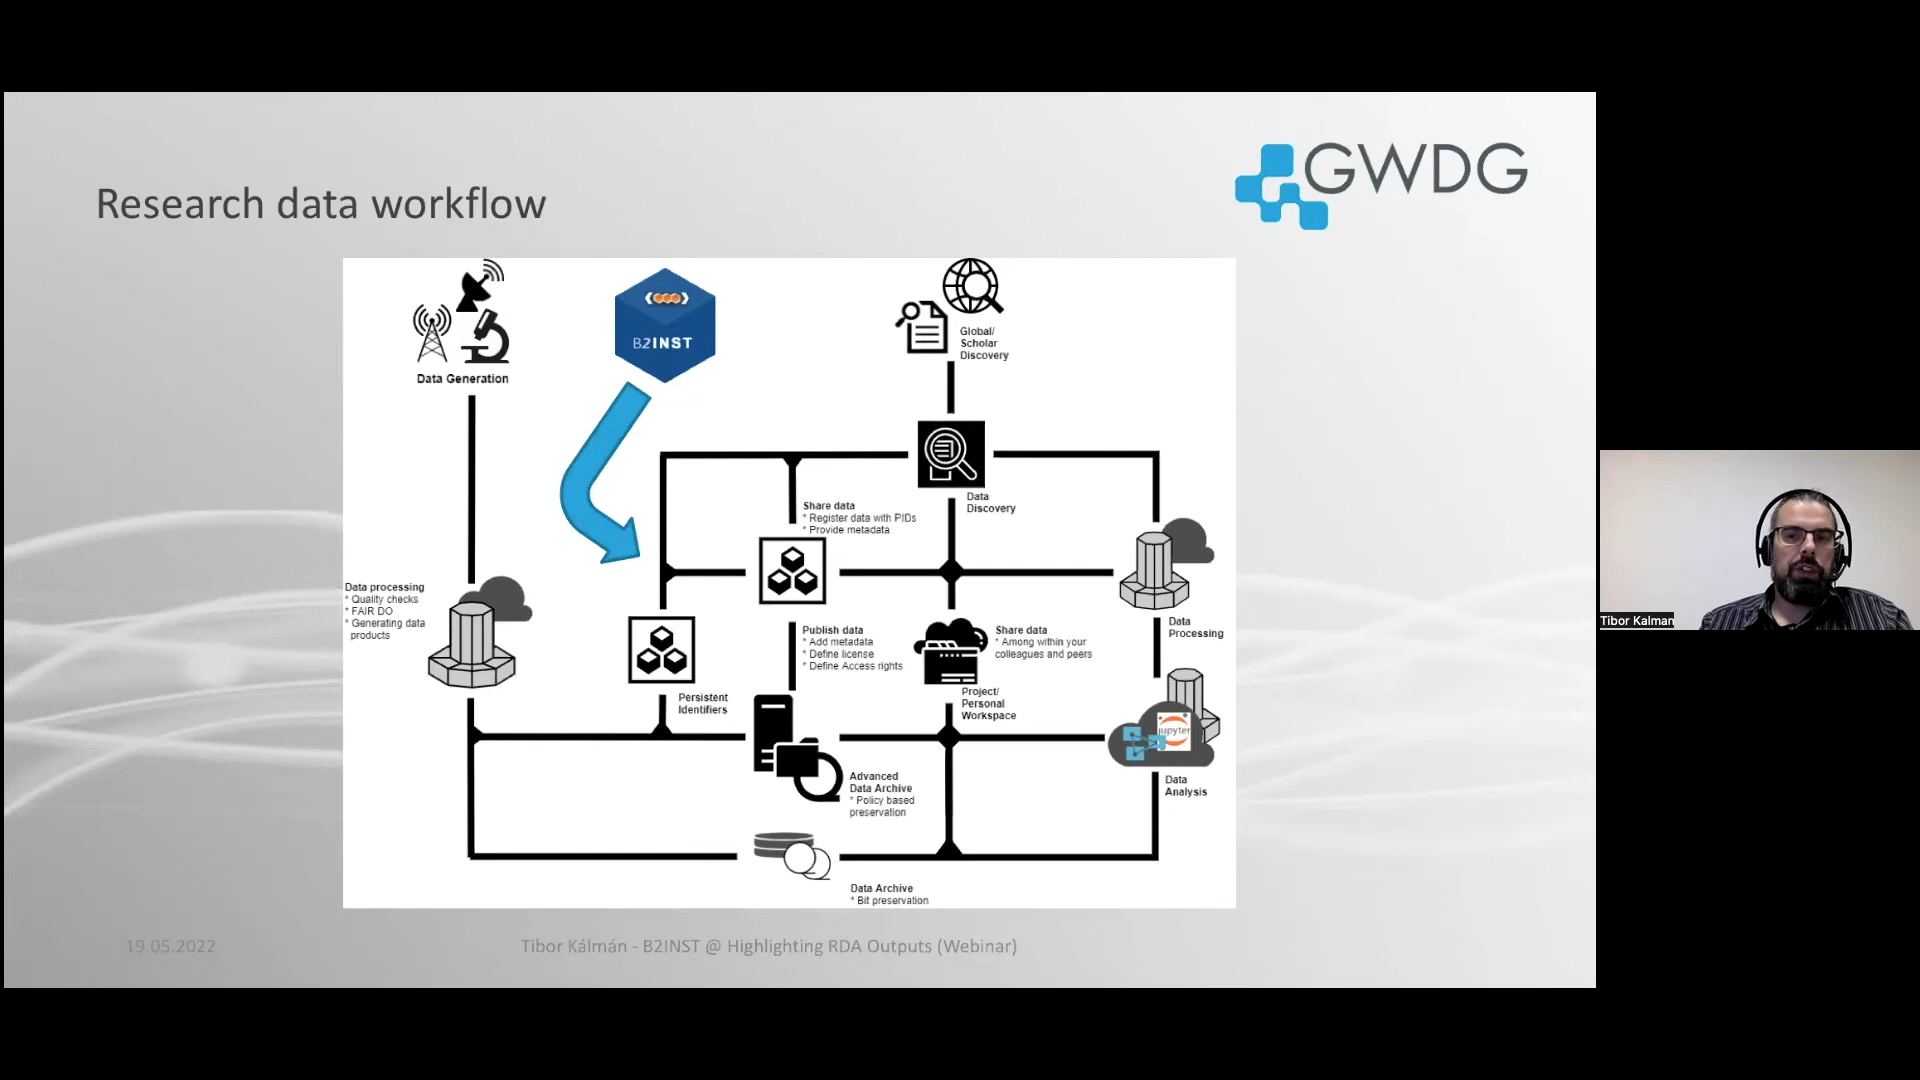 GWDG
Research data workflow
B2INST
Data Generation
Global/
Scholar
Discovery
Data
Discovery
Share data
* Register data with PIDs
* Provide metadata
Data processing
* Quality checks
* FAIR DO
* Generating data
products
Publish data
* Add metadata
* Define license
* Define Access rights
Share data
* Among within your
colleagues and peers
Data
Processing
Persistent
Identifiers
Project/
Personal
Workspace
jupyter
Advanced
Data Archive
* Policy based
preservation
Data
Analysis
Data Archive
* Bit preservation
19.05.2022
Tibor Kálmán - B2INST @ Highlighting RDA Outputs (Webinar)
Tibor Kalman